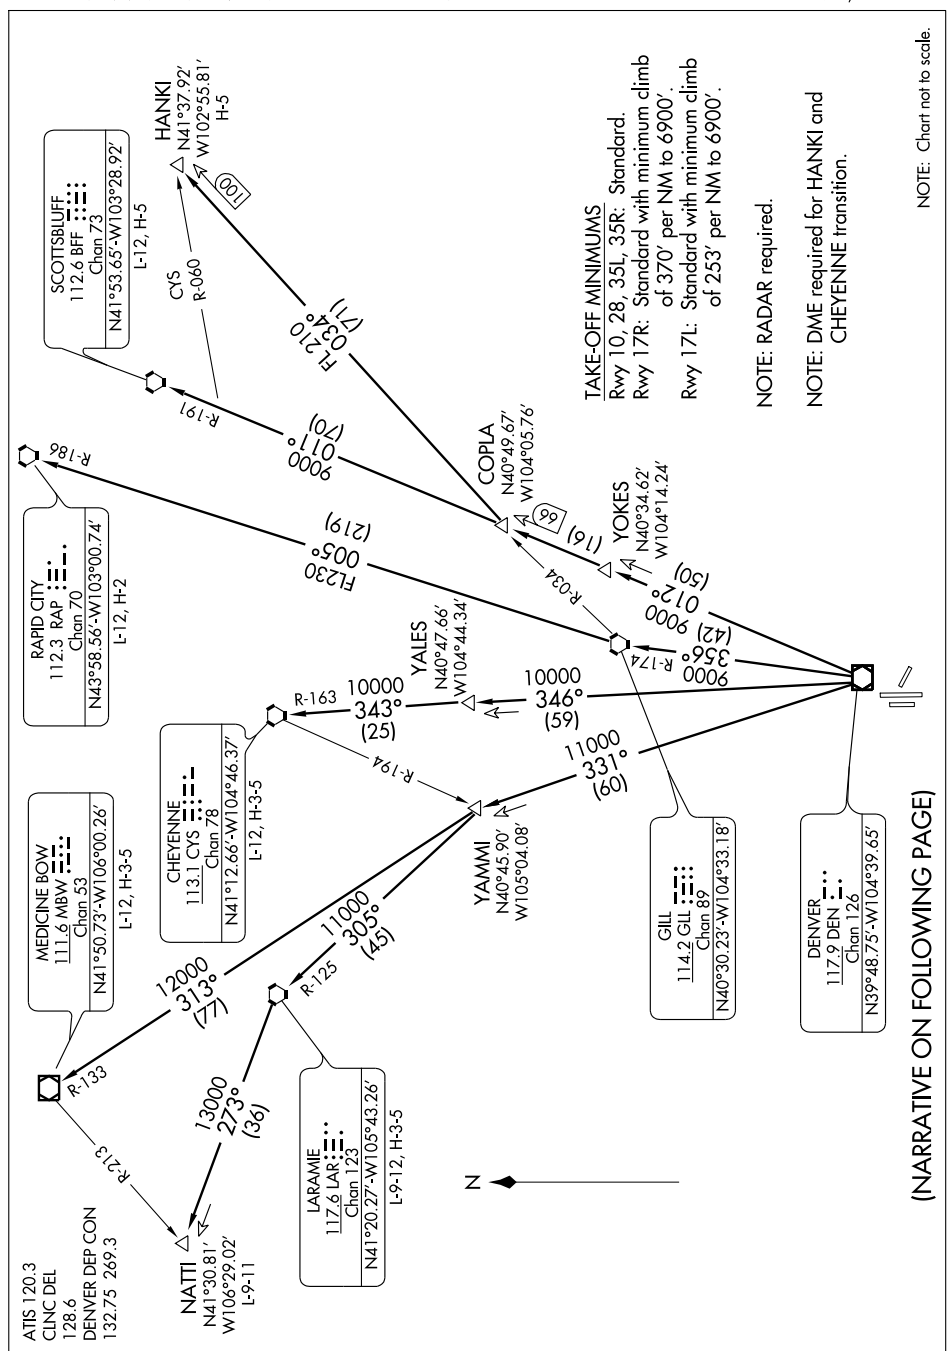 ATIS 120.3
CLNC DEL
128.6
DENVER DEP CON
132.75 269.3
NATTI
N41°30.81′
W106°29.02′
L-9-11
R-213
R-133
MEDICINE BOW
111.6 MBW
Chan 53
N41°50.73′-W106°00.26′
L-12, H-3-5
RAPID CITY
112.3 RAP
Chan 70
N43°58.56′-W103°00.74′
L-12, H-2
R-186
SCOTTSBLUFF
112.6 BFF
Chan 73
N41°53.65′-W103°28.92′
L-12, H-5
R-191
HANKI
N41°37.92′
W102°55.81′
H-5
100
CYS
R-060
CHEYENNE
113.1 CYS
Chan 78
N41°12.66′-W104°46.37′
L-12, H-3-5
R-163
R-194
LARAMIE
117.6 LAR
Chan 123
N41°20.27′-W105°43.26′
L-9-12, H-3-5
R-125
13000
273°
(36)
12000
313°
(77)
11000
305°
(45)
10000
343°
(25)
FL230
005°
(219)
9000
011°
(70)
FL210
034°
(71)
YAMMI
N40°45.90′
W105°04.08′
YALES
N40°47.66′
W104°44.34′
COPLA
N40°49.67′
W104°05.76′
66
R-034
(16)
YOKES
N40°34.62′
W104°14.24′
11000
331°
(60)
10000
346°
(59)
R-174
9000
356°
(42)
9000
012°
(50)
GILL
114.2 GLL
Chan 89
N40°30.23′-W104°33.18′
DENVER
117.9 DEN
Chan 126
N39°48.75′-W104°39.65′
N
TAKE-OFF MINIMUMS
Rwy 10, 28, 35L, 35R: Standard.
Rwy 17R: Standard with minimum climb
of 370′ per NM to 6900′.
Rwy 17L: Standard with minimum climb
of 253′ per NM to 6900′.
NOTE: RADAR required.
NOTE: DME required for HANKI and
CHEYENNE transition.
NOTE: Chart not to scale.
(NARRATIVE ON FOLLOWING PAGE)